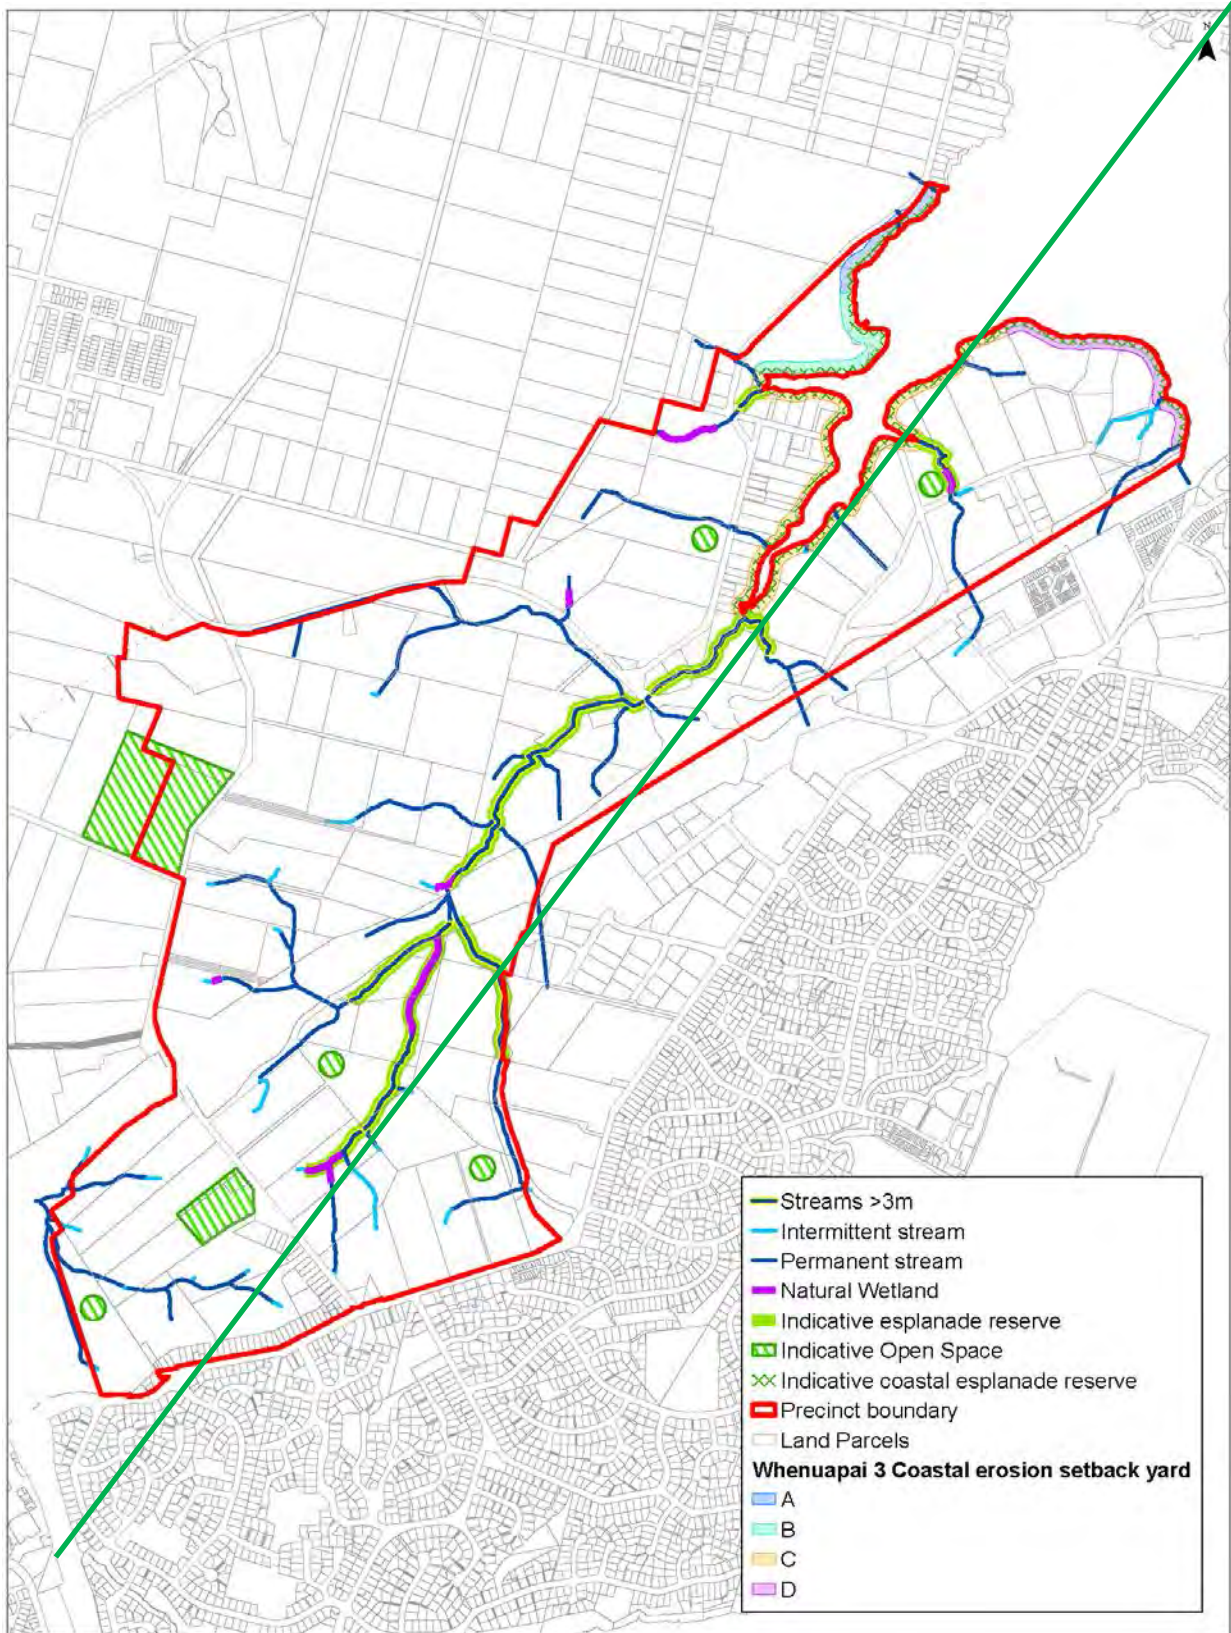 N
Streams >3m
Intermittent stream
Permanent stream
Natural Wetland
Indicative esplanade reserve
Indicative Open Space
Indicative coastal esplanade reserve
Precinct boundary
Land Parcels
Whenuapai 3 Coastal erosion setback yard
A
B
C
D